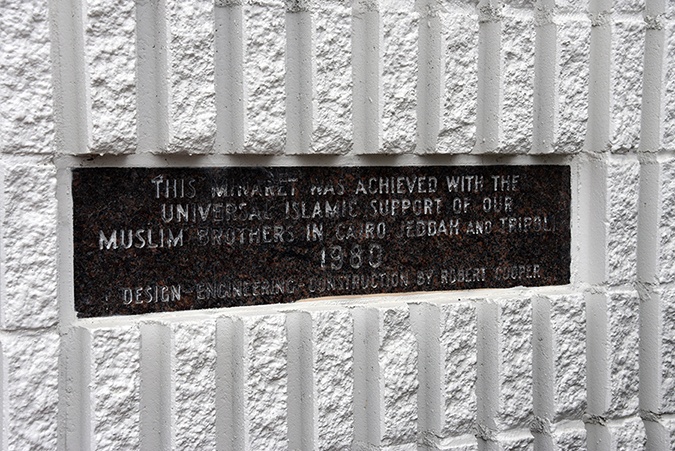 THIS MINARET WAS ACHIEVED WITH THE
UNIVERSAL ISLAMIC SUPPORT OF OUR
MUSLIM BROTHERS IN CAIRO JEDDAH AND TRIPOLI
1980
DESIGN-ENGINEERING-CONSTRUCTION BY ROBERT COOPER